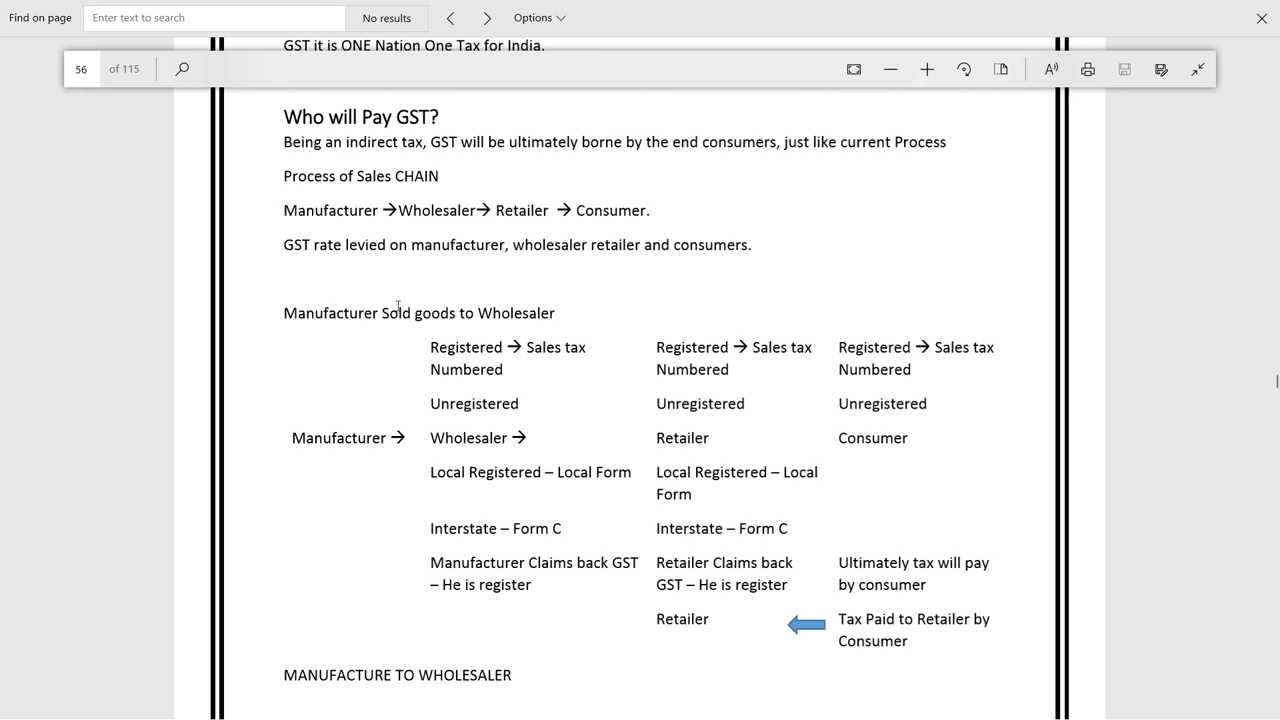 Find on page Enter text to search No results Options
GST it is ONE Nation One Tax for India.
56 of 115
Who will Pay GST?
Being an indirect tax, GST will be ultimately borne by the end consumers, just like current Process
Process of Sales CHAIN
Manufacturer →Wholesaler→ Retailer → Consumer.
GST rate levied on manufacturer, wholesaler retailer and consumers.
Manufacturer Sold goods to Wholesaler
Registered → Sales tax Registered → Sales tax Registered → Sales tax
Numbered Numbered Numbered
Unregistered Unregistered Unregistered
Manufacturer → Wholesaler → Retailer Consumer
Local Registered – Local Form Local Registered – Local
Form
Interstate – Form C Interstate – Form C
Manufacturer Claims back GST Retailer Claims back Ultimately tax will pay
– He is register GST – He is register by consumer
Retailer Tax Paid to Retailer by
Consumer
MANUFACTURE TO WHOLESALER